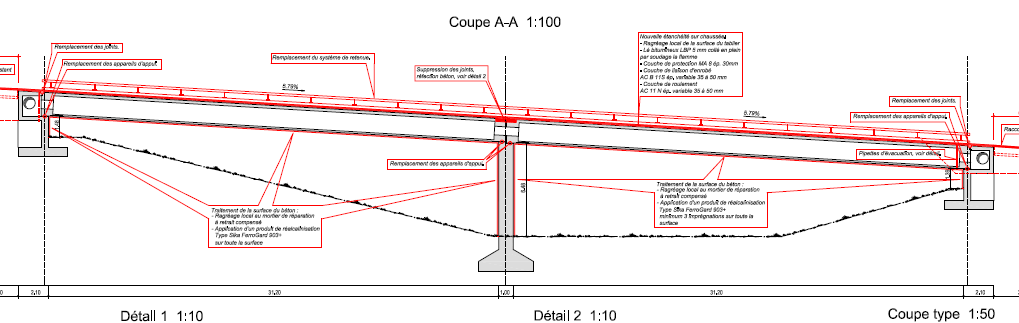 Coupe A-A 1:100
Remplacement des joints.
Remplacement des appareils d'appui.
Remplacement du système de retenue.
Suppression des joints,
réfection béton, voir détail 2
Nouvelle étanchéité sur chaussée
- Ragréage local de la surface du tablier
- Lé bitumineux LBP 5 mm collé en plein
par soudage la flamme
- Couche de protection MA 8 ép. 30mm
- Couche de liaison d'enrobé
AC B 11S ép. variable 35 à 50 mm
- Couche de roulement
AC 11 N ép. variable 35 à 50 mm
Remplacement des joints.
Remplacement des appareils d'appui.
Pipettes d'évacuation, voir détail
Racco
stant
5.79%
5.79%
Remplacement des appareils d'appui.
Traitement de la surface du béton :
- Ragréage local au mortier de réparation
à retrait compensé
- Application d'un produit de réalcalinisation
Type Sika FerroGard 903+
sur toute la surface
Traitement de la surface du béton :
- Ragréage local au mortier de réparation
à retrait compensé
- Application d'un produit de réalcalinisation
Type Sika FerroGard 903+
minimum 3 imprégnations sur toute la
surface
2.10
31.20
1.00
31.20
2.10
Détail 1 1:10
Détail 2 1:10
Coupe type 1:50